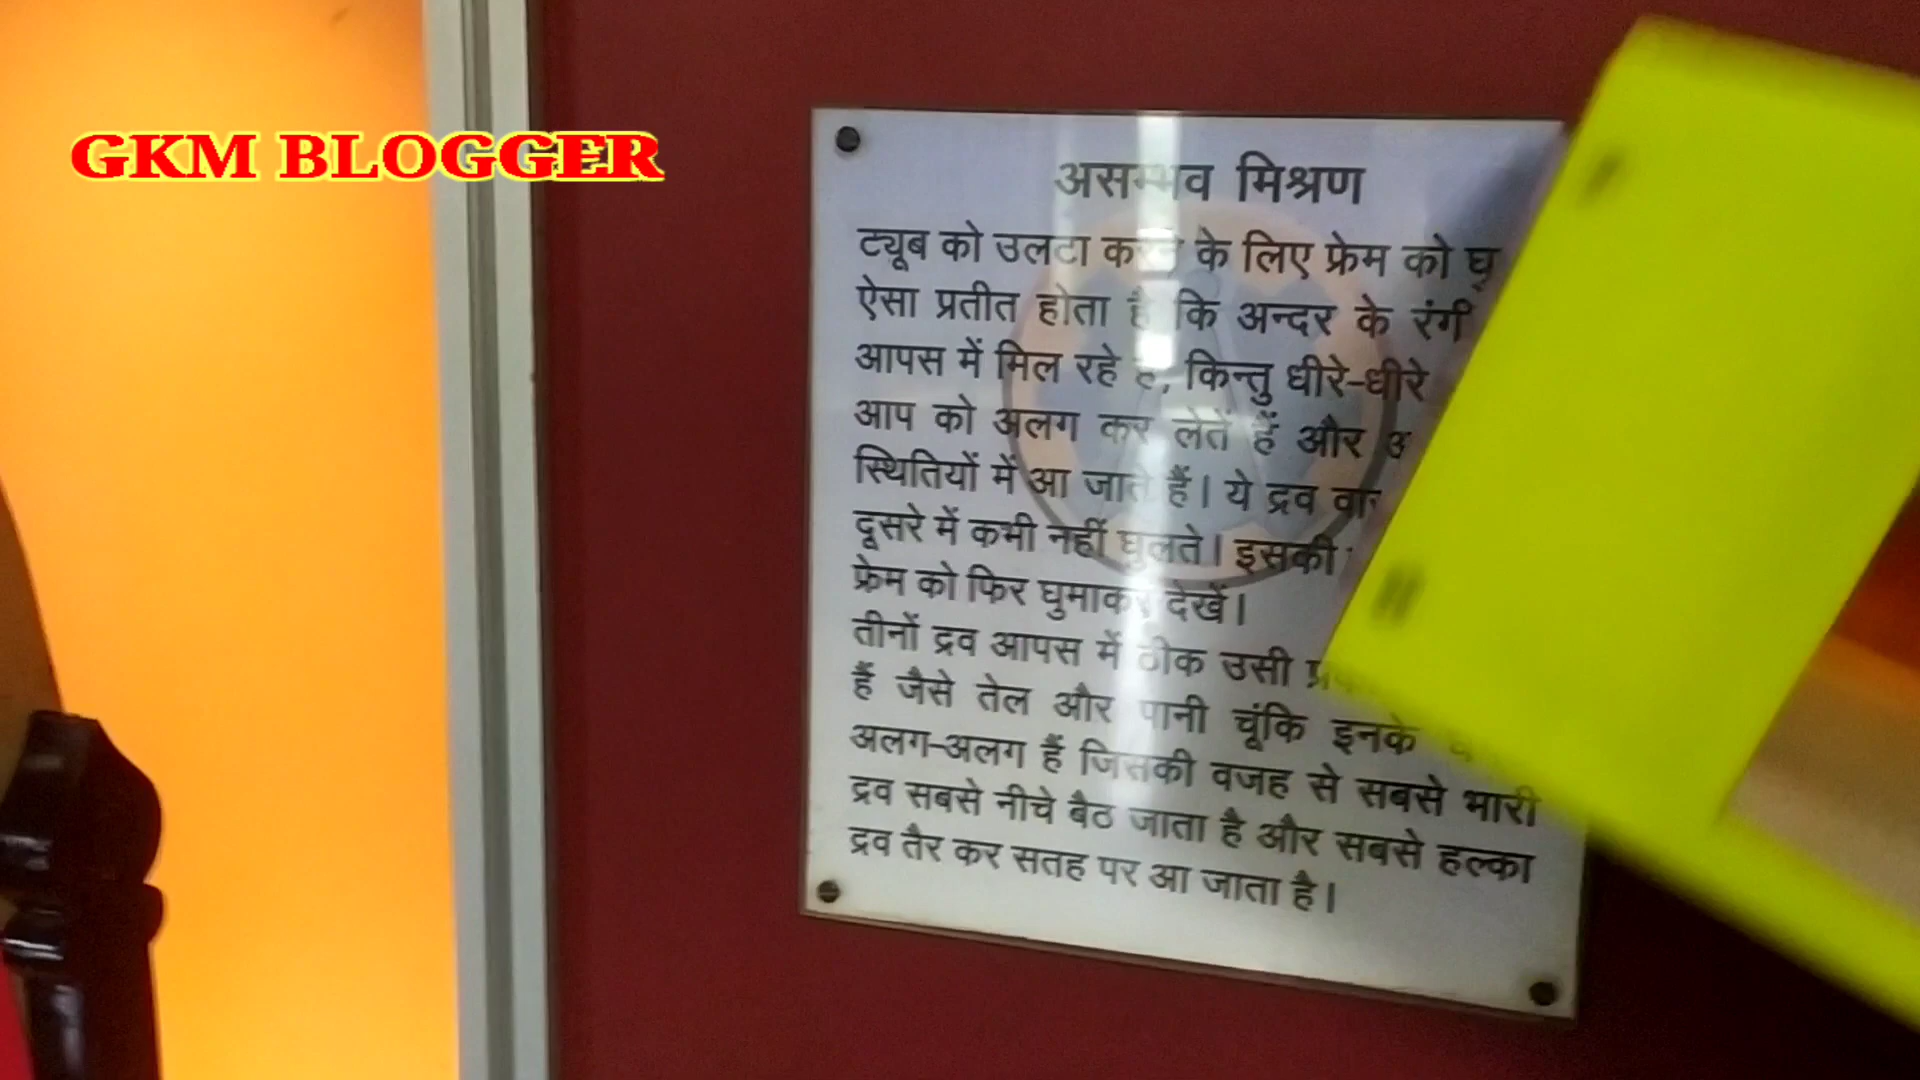 GKM BLOGGER
असम्भव मिश्रण
ट्यूब को उलटा के लिए फ्रेम को
ऐसा प्रतीत होता है कि अन्दर के
आपस में मिल रहे किन्तु धीरे-धीरे
आप को अलग कर लेतें हैं और
स्थितियों में आ जाते हैं। ये द्रव
दूसरे में कभी नहीं घुलते। इसकी
फ्रेम को फिर घुमाकर देखें।
तीनों द्रव आपस में ठीक उसी
हैं जैसे तेल और पानी चूंकि इनके
अलग-अलग हैं जिसकी वजह से सबसे भारी
द्रव सबसे नीचे बैठ जाता है और सबसे हल्का
द्रव तैर कर सतह पर आ जाता है।